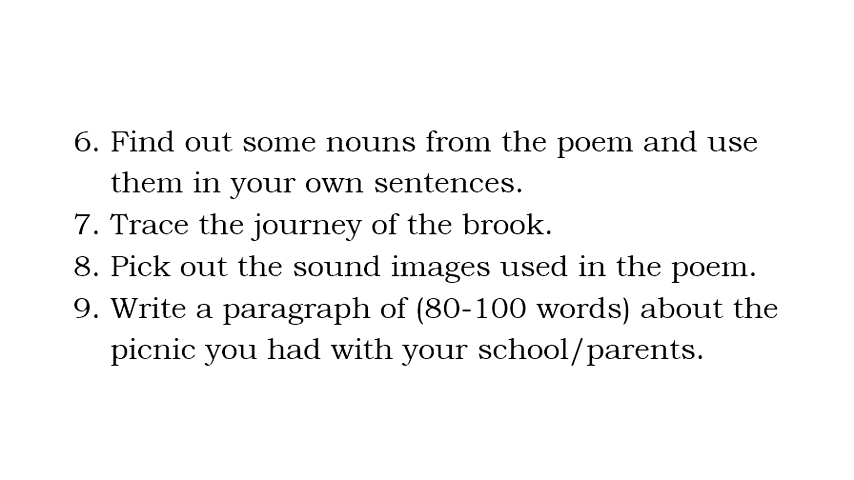 6. Find out some nouns from the poem and use
them in your own sentences.
7. Trace the journey of the brook.
8. Pick out the sound images used in the poem.
9. Write a paragraph of (80-100 words) about the
picnic you had with your school/parents.